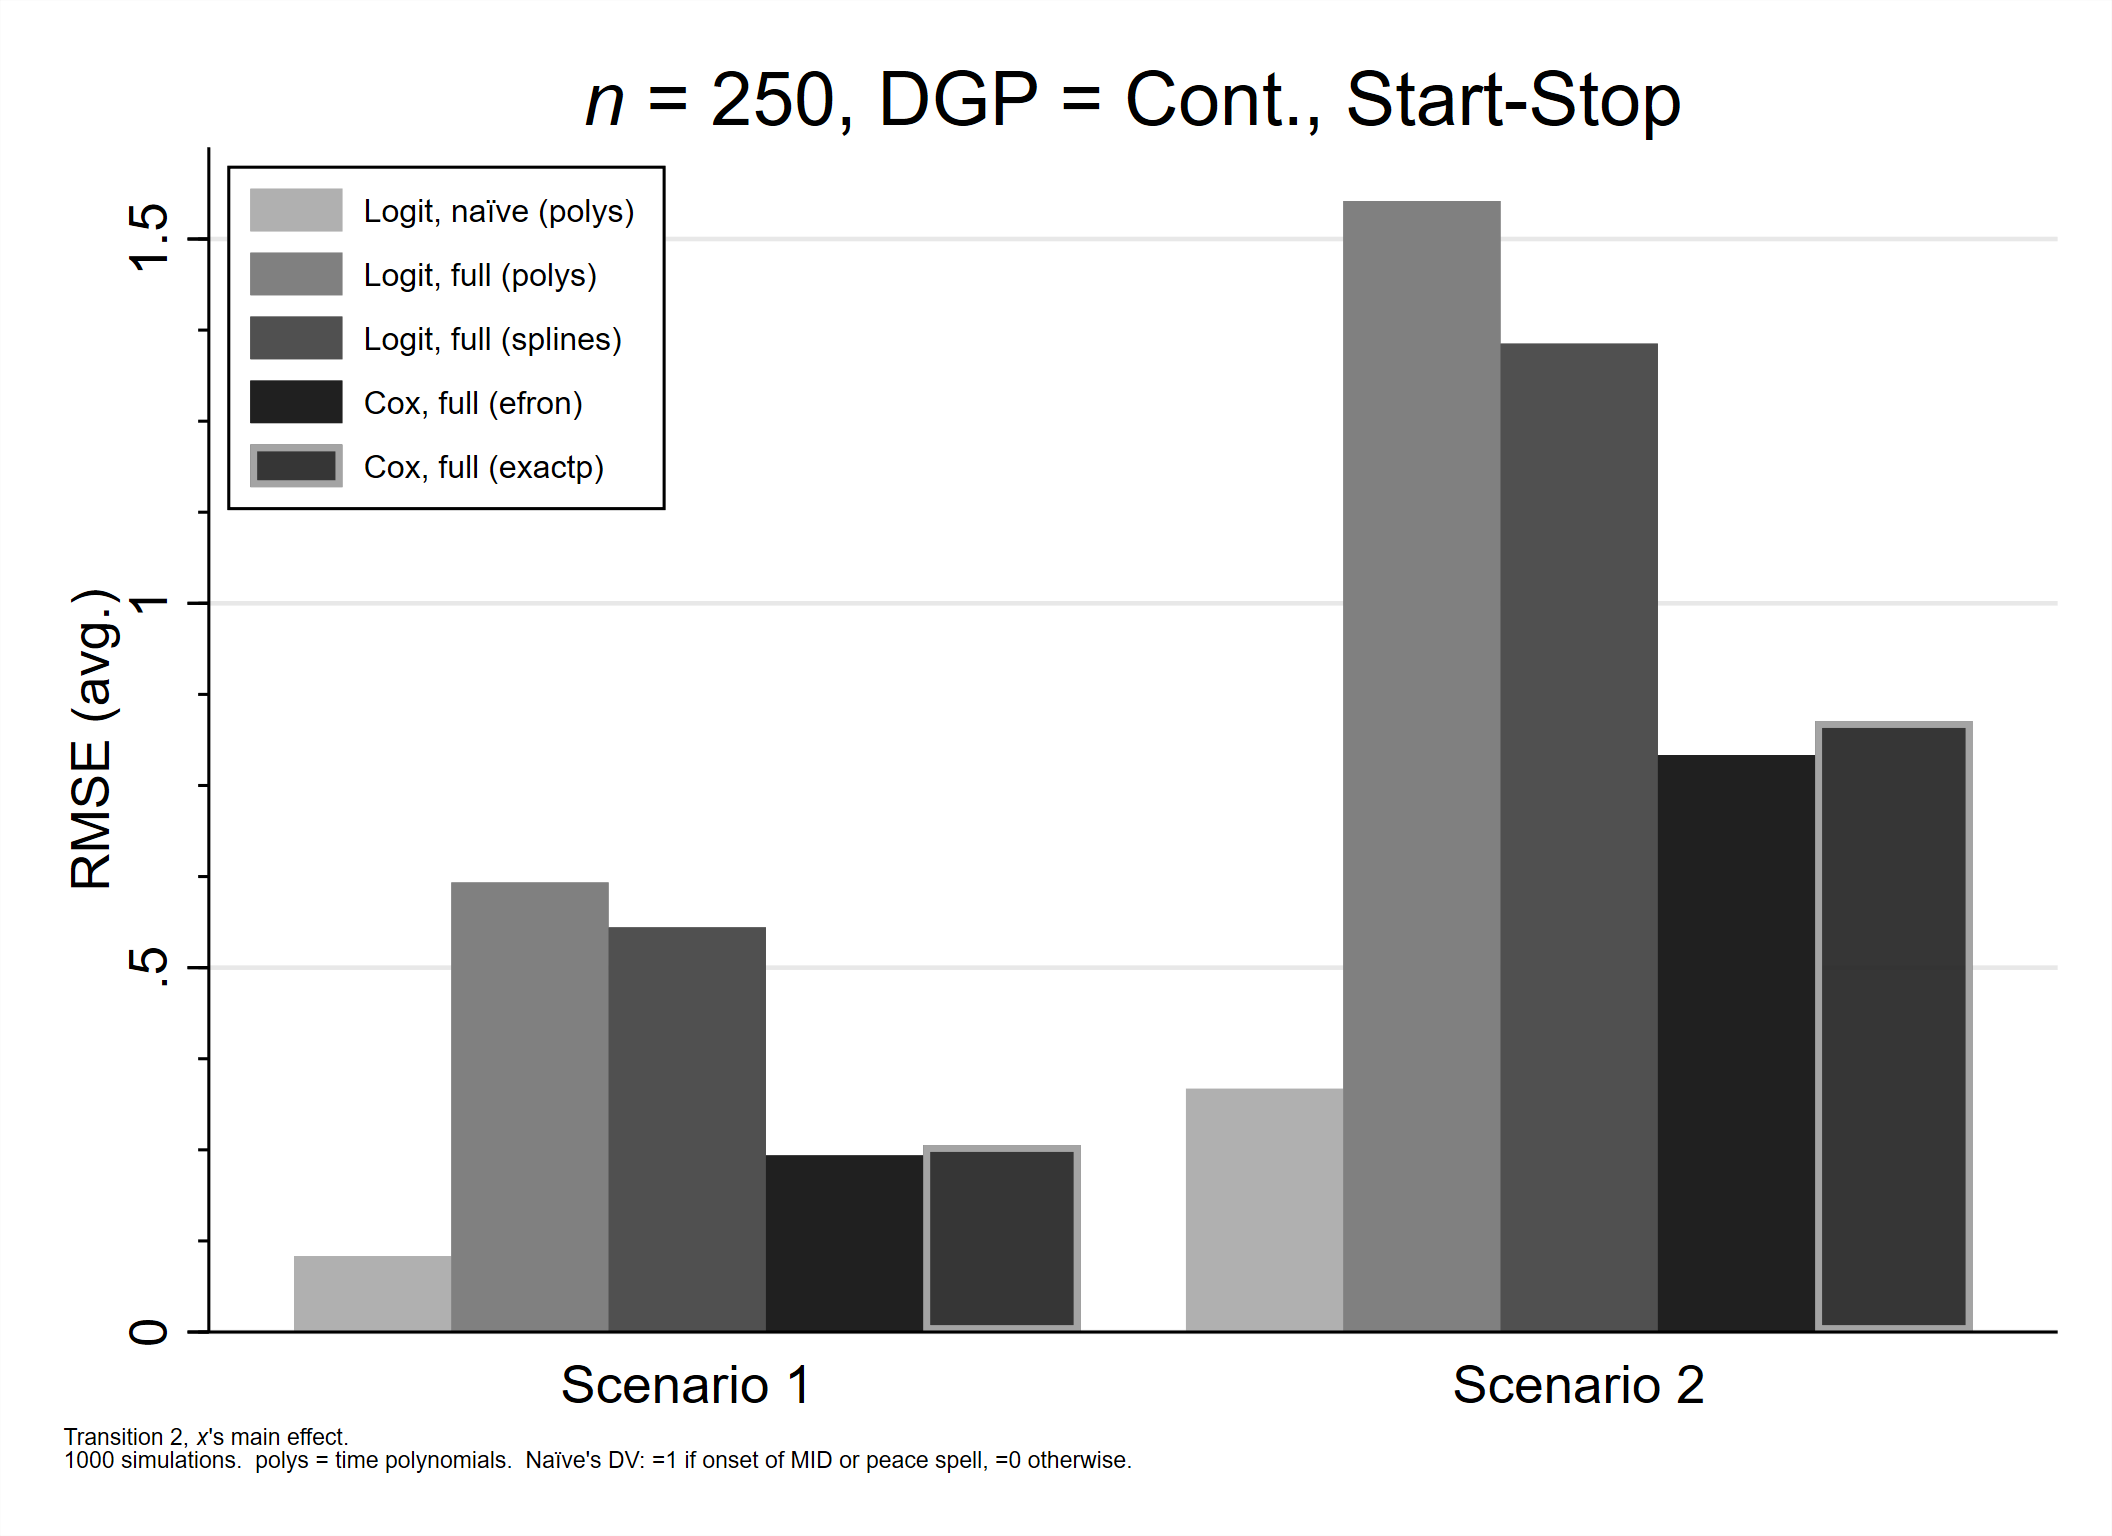 n = 250, DGP = Cont., Start-Stop
Logit, naïve (polys)
Logit, full (polys)
Logit, full (splines)
Cox, full (efron)
Cox, full (exactp)
RMSE (avg.)
1.5
1
.5
0
Scenario 1
Scenario 2
Transition 2, x's main effect.
1000 simulations.  polys = time polynomials.  Naïve's DV: =1 if onset of MID or peace spell, =0 otherwise.